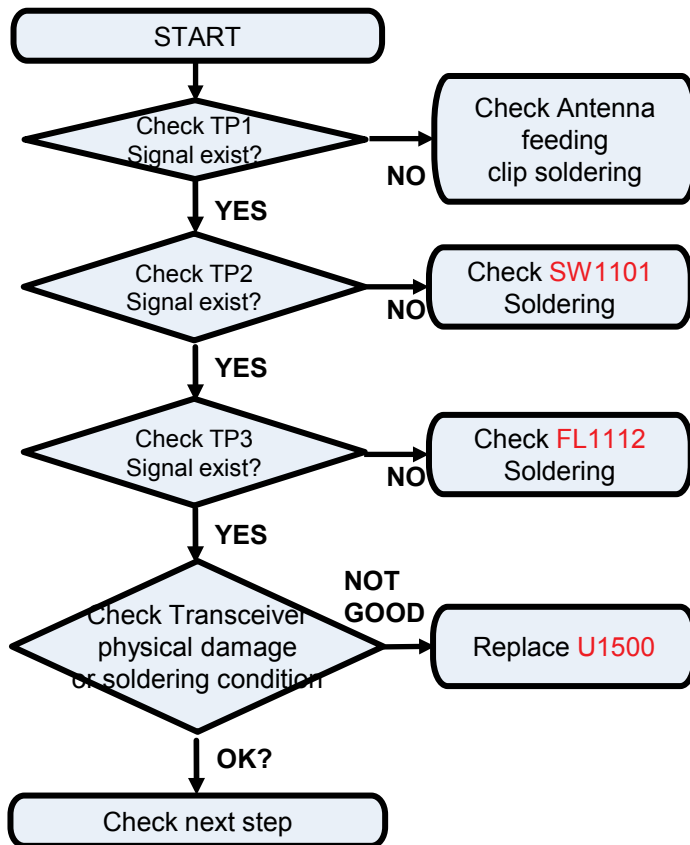 START
Check TP1
Signal exist?
Check Antenna
feeding
clip soldering
NO
YES
Check TP2
Signal exist?
Check SW1101
Soldering
NO
YES
Check TP3
Signal exist?
Check FL1112
Soldering
NO
YES
NOT
GOOD
Check Transceiver
physical damage
or soldering condition
Replace U1500
OK?
Check next step